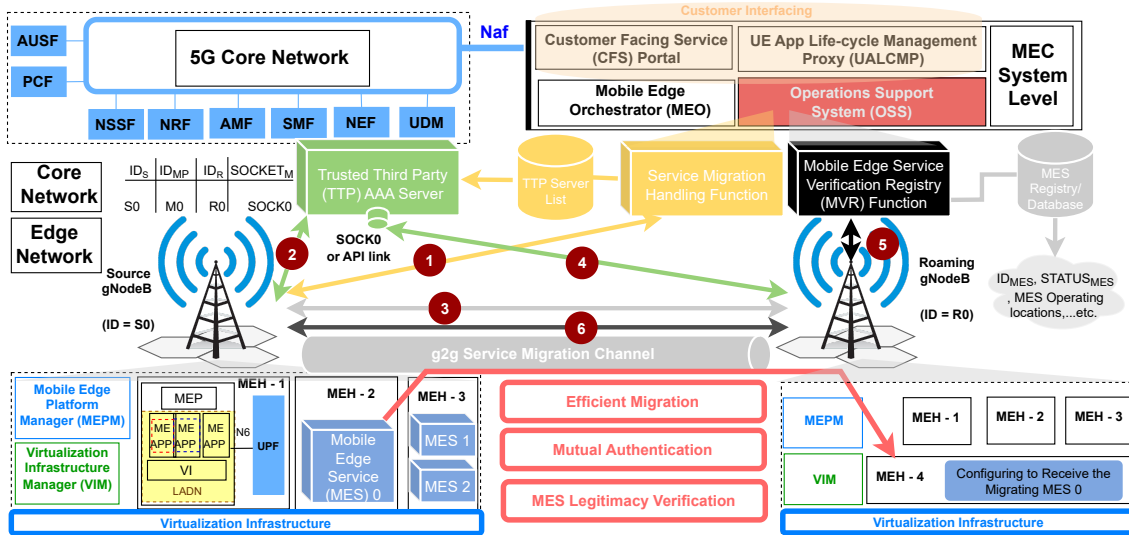 Customer Interfacing
AUSF
PCF
5G Core Network
NSSF
NRF
AMF
SMF
NEF
UDM
Naf
Customer Facing Service
(CFS) Portal
UE App Life-cycle Management
Proxy (UALCMP)
Mobile Edge
Orchestrator (MEO)
Operations Support
System (OSS)
MEC
System
Level
Core
Network
Edge
Network
IDS
IDMP
IDR
SOCKETM
S0
M0
R0
SOCK0
Trusted Third Party
(TTP) AAA Server
TTP Server
List
Service Migration
Handling Function
Mobile Edge Service
Verification Registry
(MVR) Function
MES
Registry/
Database
SOCK0
or API link
Source
gNodeB
(ID = S0)
Roaming
gNodeB
(ID = R0)
IDMES, STATUSMES
, MES Operating
locations,...etc.
1
2
3
4
5
6
g2g Service Migration Channel
Mobile Edge
Platform
Manager (MEPM)
Virtualization
Infrastructure
Manager (VIM)
MEH - 1
MEP
ME
APP
ME
APP
ME
APP
VI
LADN
N6
UPF
MEH - 2
Mobile
Edge
Service
(MES) 0
MEH - 3
MES 1
MES 2
Virtualization Infrastructure
Efficient Migration
Mutual Authentication
MES Legitimacy Verification
MEPM
VIM
MEH - 1
MEH - 2
MEH - 3
MEH - 4
Configuring to Receive the
Migrating MES 0
Virtualization Infrastructure